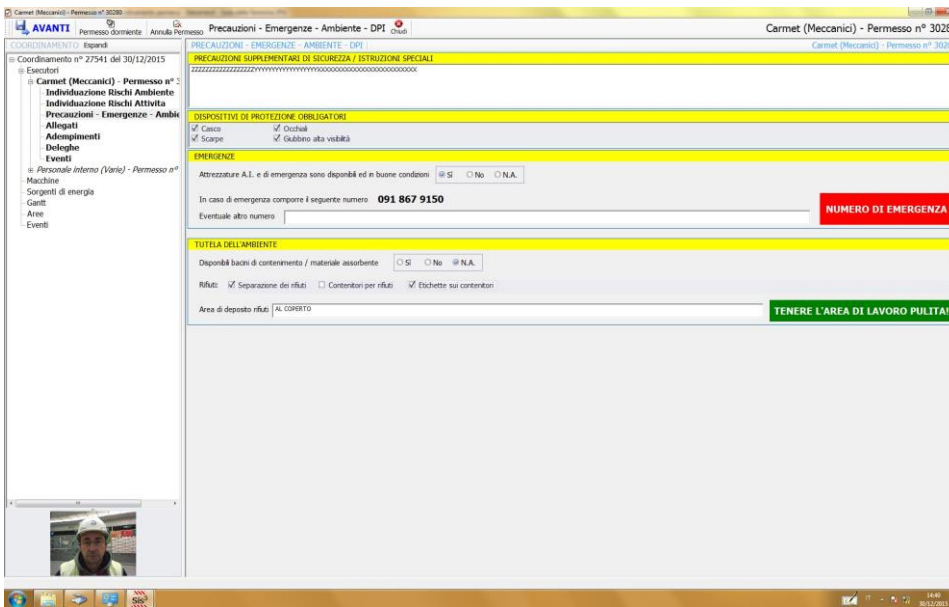 Carmet (Meccanici) - Permesso n° 30280
AVANTI Permesso dormiente Annulla Permesso Precauzioni - Emergenze - Ambiente - DPI Chiudi Carmet (Meccanici) - Permesso n° 3028
COORDINAMENTO Espandi
Coordinamento n° 27541 del 30/12/2015
Esecutori
Carmet (Meccanici) - Permesso n° 3
Individuazione Rischi Ambiente
Individuazione Rischi Attivita
Precauzioni - Emergenze - Ambie
Allegati
Adempimenti
Deleghe
Eventi
Personale interno (Varie) - Permesso n°
Macchine
Sorgenti di energia
Gantt
Aree
Eventi
PRECAUZIONI - EMERGENZE - AMBIENTE - DPI Carmet (Meccanici) - Permesso n° 3028
PRECAUZIONI SUPPLEMENTARI DI SICUREZZA / ISTRUZIONI SPECIALI
DISPOSITIVI DI PROTEZIONE OBBLIGATORI
Casco Occhiali
Scarpe Gubbino alta visibiltà
EMERGENZE
Attrezzature A.I. e di emergenza sono disponibili ed in buone condizioni Sì No N.A.
In caso di emergenza comporre il seguente numero 091 867 9150
Eventuale altro numero
NUMERO DI EMERGENZA
TUTELA DELL'AMBIENTE
Disponibili bacini di contenimento / materiale assorbente Sì No N.A.
Rifiuti: Separazione dei rifiuti Contenitori per rifiuti Etichette sui contenitori
Area di deposito rifiuti AL COPERTO
TENERE L'AREA DI LAVORO PULITA!
SIS
IT 14:40
30/12/2015